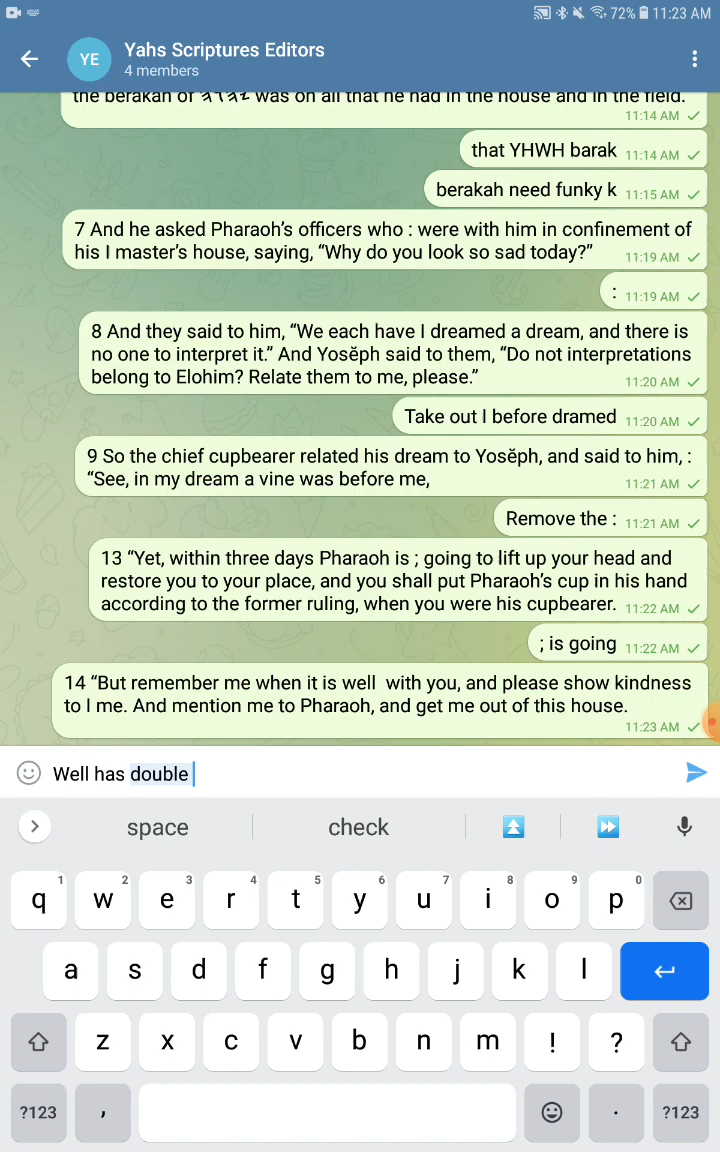 72% 11:23 AM
YE
Yahs Scriptures Editors
4 members
the berakah of 𐤉𐤄𐤅𐤄 was on all that he had in the house and in the field.
11:14 AM
that YHWH barak 11:14 AM
berakah need funky k 11:15 AM
7 And he asked Pharaoh’s officers who : were with him in confinement of
his I master’s house, saying, “Why do you look so sad today?” 11:19 AM
: 11:19 AM
8 And they said to him, “We each have I dreamed a dream, and there is
no one to interpret it.” And Yosĕph said to them, “Do not interpretations
belong to Elohim? Relate them to me, please.” 11:20 AM
Take out I before dramed 11:20 AM
9 So the chief cupbearer related his dream to Yosĕph, and said to him, :
“See, in my dream a vine was before me, 11:21 AM
Remove the : 11:21 AM
13 “Yet, within three days Pharaoh is ; going to lift up your head and
restore you to your place, and you shall put Pharaoh’s cup in his hand
according to the former ruling, when you were his cupbearer. 11:22 AM
; is going 11:22 AM
14 “But remember me when it is well  with you, and please show kindness
to I me. And mention me to Pharaoh, and get me out of this house.
11:23 AM
Well has double
space check
q 1 w 2 e 3 r 4 t 5 y 6 u 7 i 8 o 9 p 0
a s d f g h j k l
z x c v b n m ! ?
?123 , . ?123